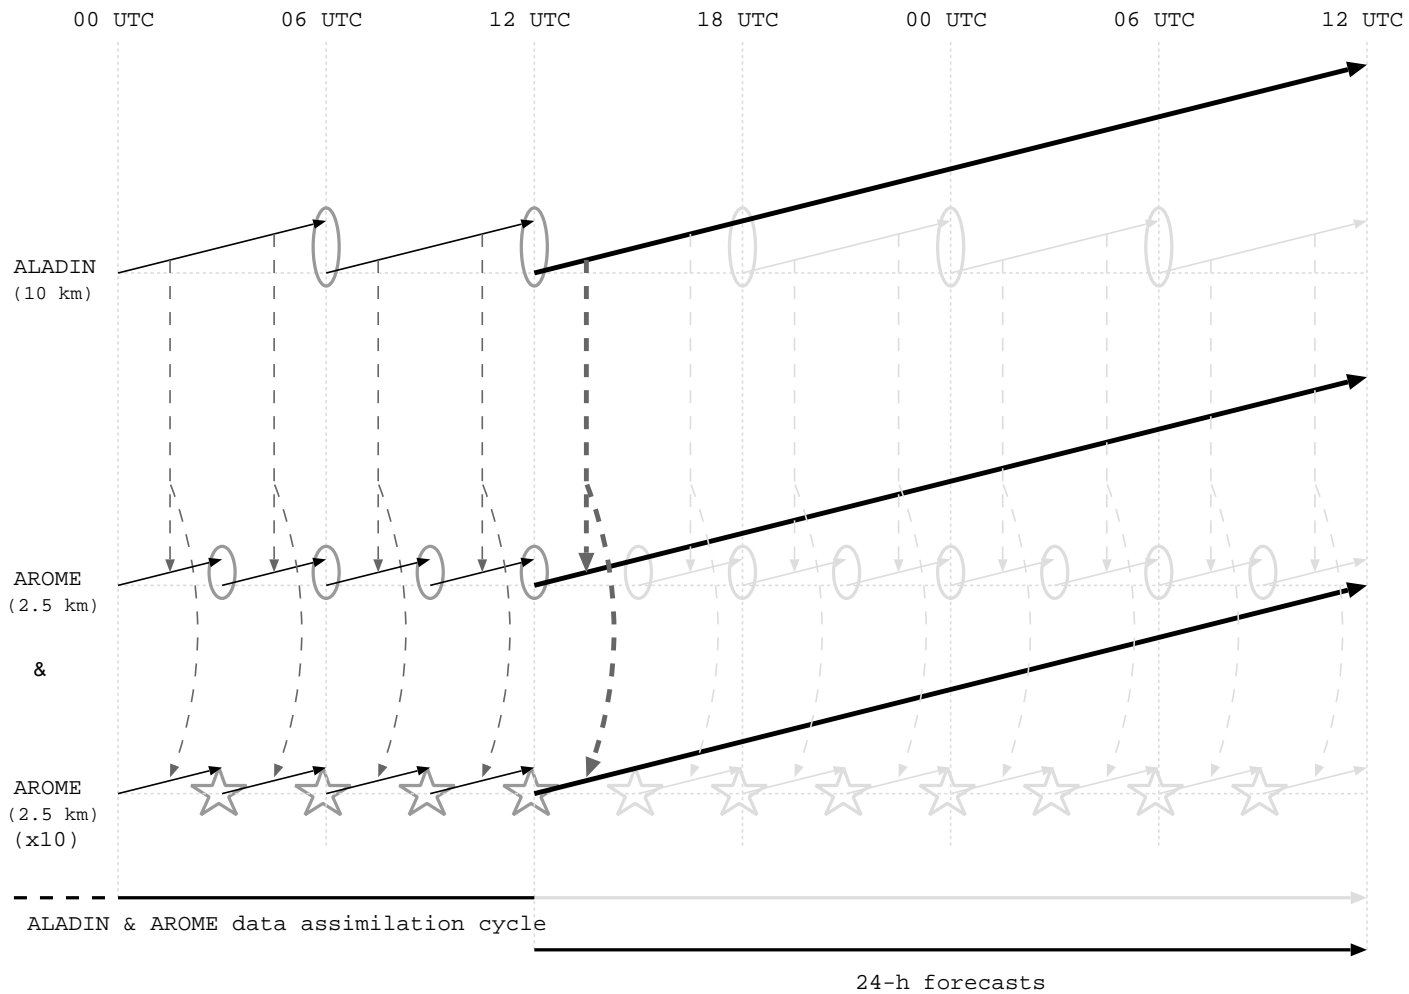 00 UTC 06 UTC 12 UTC 18 UTC 00 UTC 06 UTC 12 UTC
ALADIN
(10 km)
AROME
(2.5 km)
&
AROME
(2.5 km)
(x10)
ALADIN & AROME data assimilation cycle
24-h forecasts